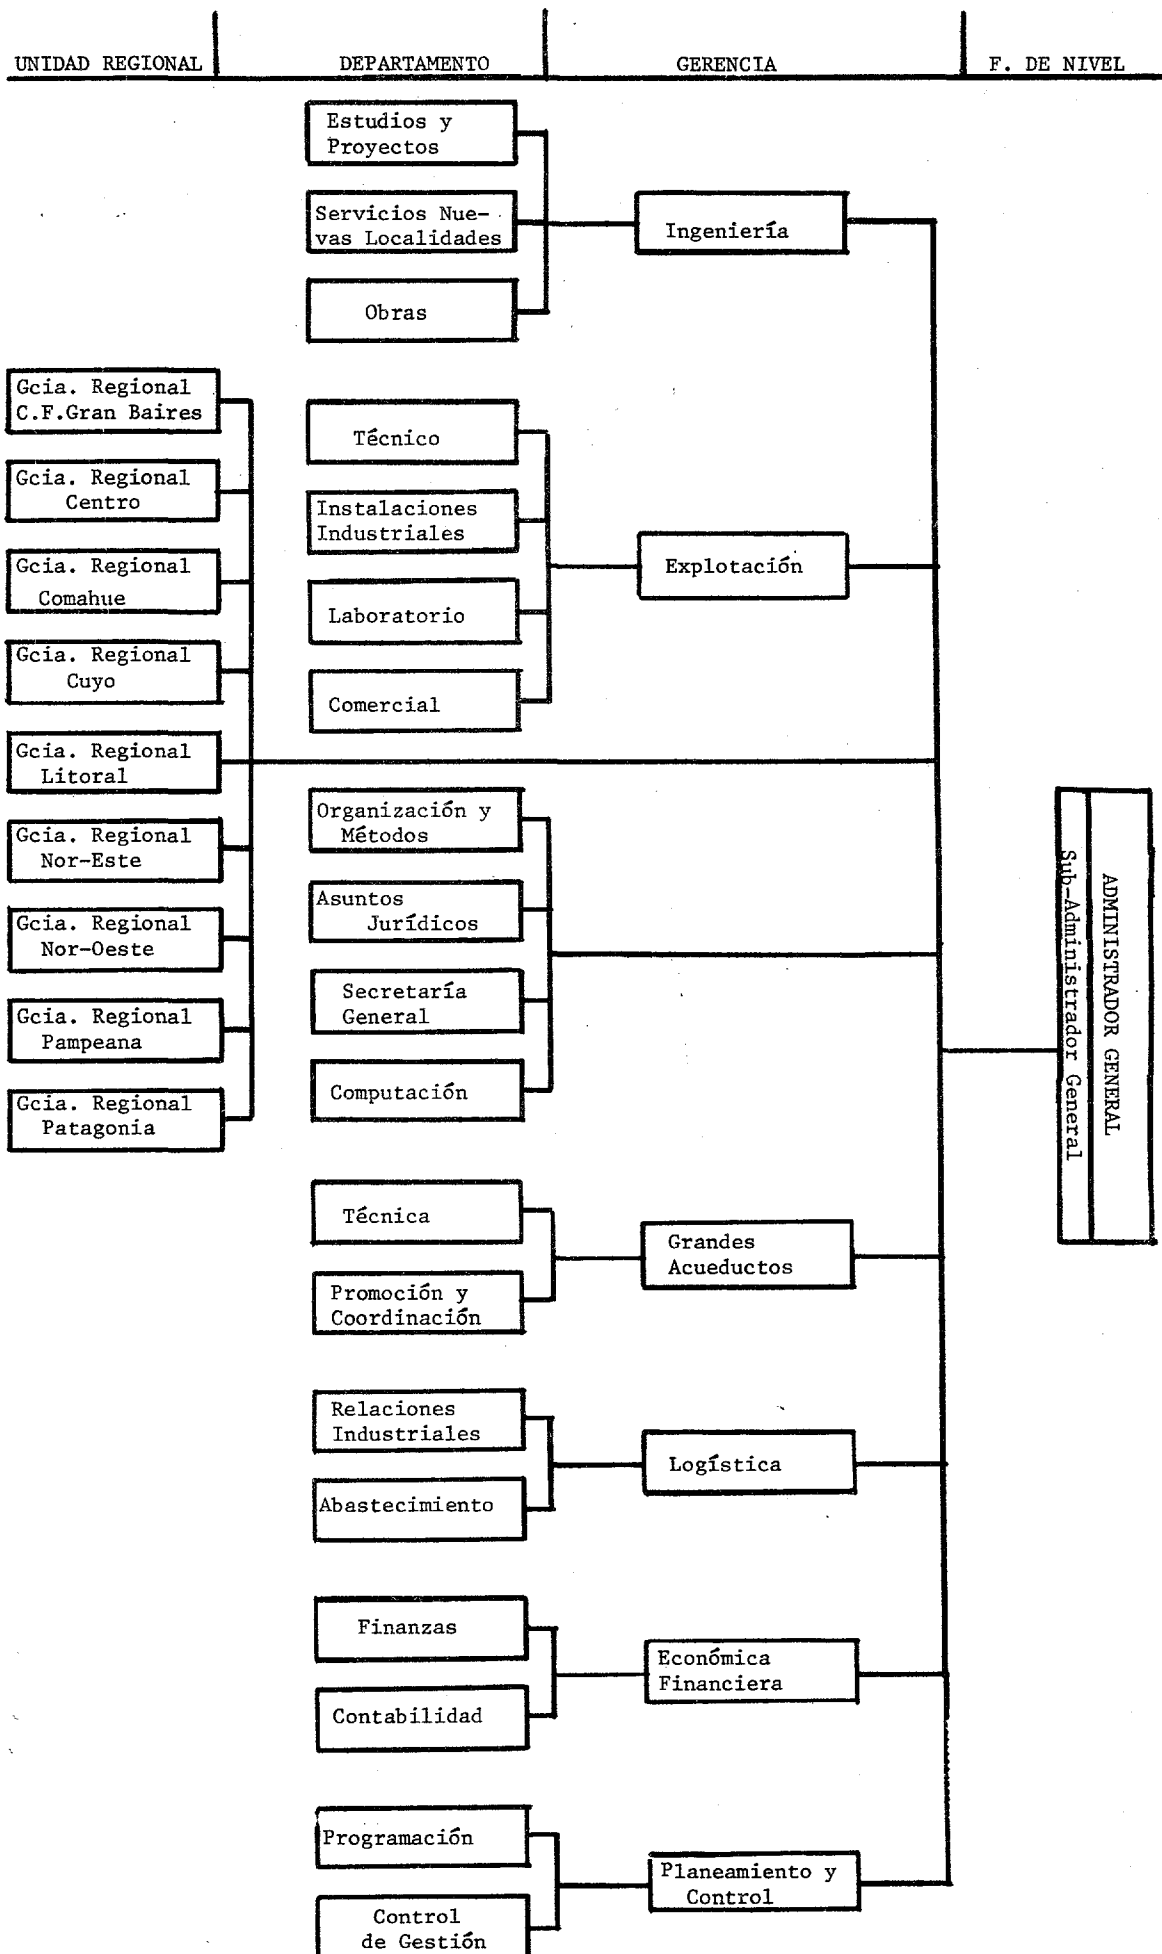 UNIDAD REGIONAL
DEPARTAMENTO
GERENCIA
F. DE NIVEL
Estudios y
Proyectos
Servicios Nue-
vas Localidades
Obras
Ingeniería
Gcia. Regional
C.F.Gran Baires
Gcia. Regional
Centro
Gcia. Regional
Comahue
Gcia. Regional
Cuyo
Gcia. Regional
Litoral
Gcia. Regional
Nor-Este
Gcia. Regional
Nor-Oeste
Gcia. Regional
Pampeana
Gcia. Regional
Patagonia
Técnico
Instalaciones
Industriales
Laboratorio
Comercial
Explotación
Organización y
Métodos
Asuntos
Jurídicos
Secretaría
General
Computación
ADMINISTRADOR GENERAL
Sub-Administrador General
Técnica
Promoción y
Coordinación
Grandes
Acueductos
Relaciones
Industriales
Abastecimiento
Logística
Finanzas
Contabilidad
Económica
Financiera
Programación
Control
de Gestión
Planeamiento y
Control